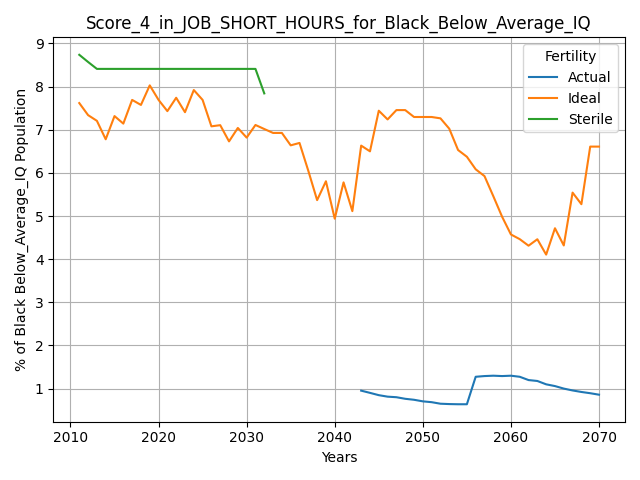 Score_4_in_JOB_SHORT_HOURS_for_Black_Below_Average_IQ
% of Black Below_Average_IQ Population
9
8
7
6
5
4
3
2
1
Fertility
Actual
Ideal
Sterile
2010 2020 2030 2040 2050 2060 2070
Years